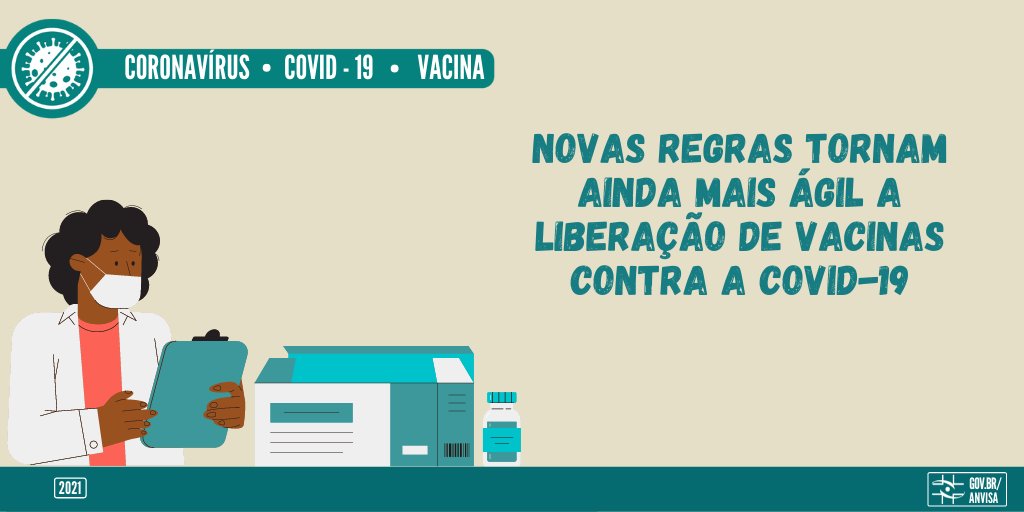 CORONAVÍRUS • COVID - 19 • VACINA
NOVAS REGRAS TORNAM
AINDA MAIS ÁGIL A
LIBERAÇÃO DE VACINAS
CONTRA A COVID-19
2021
GOV.BR/
ANVISA